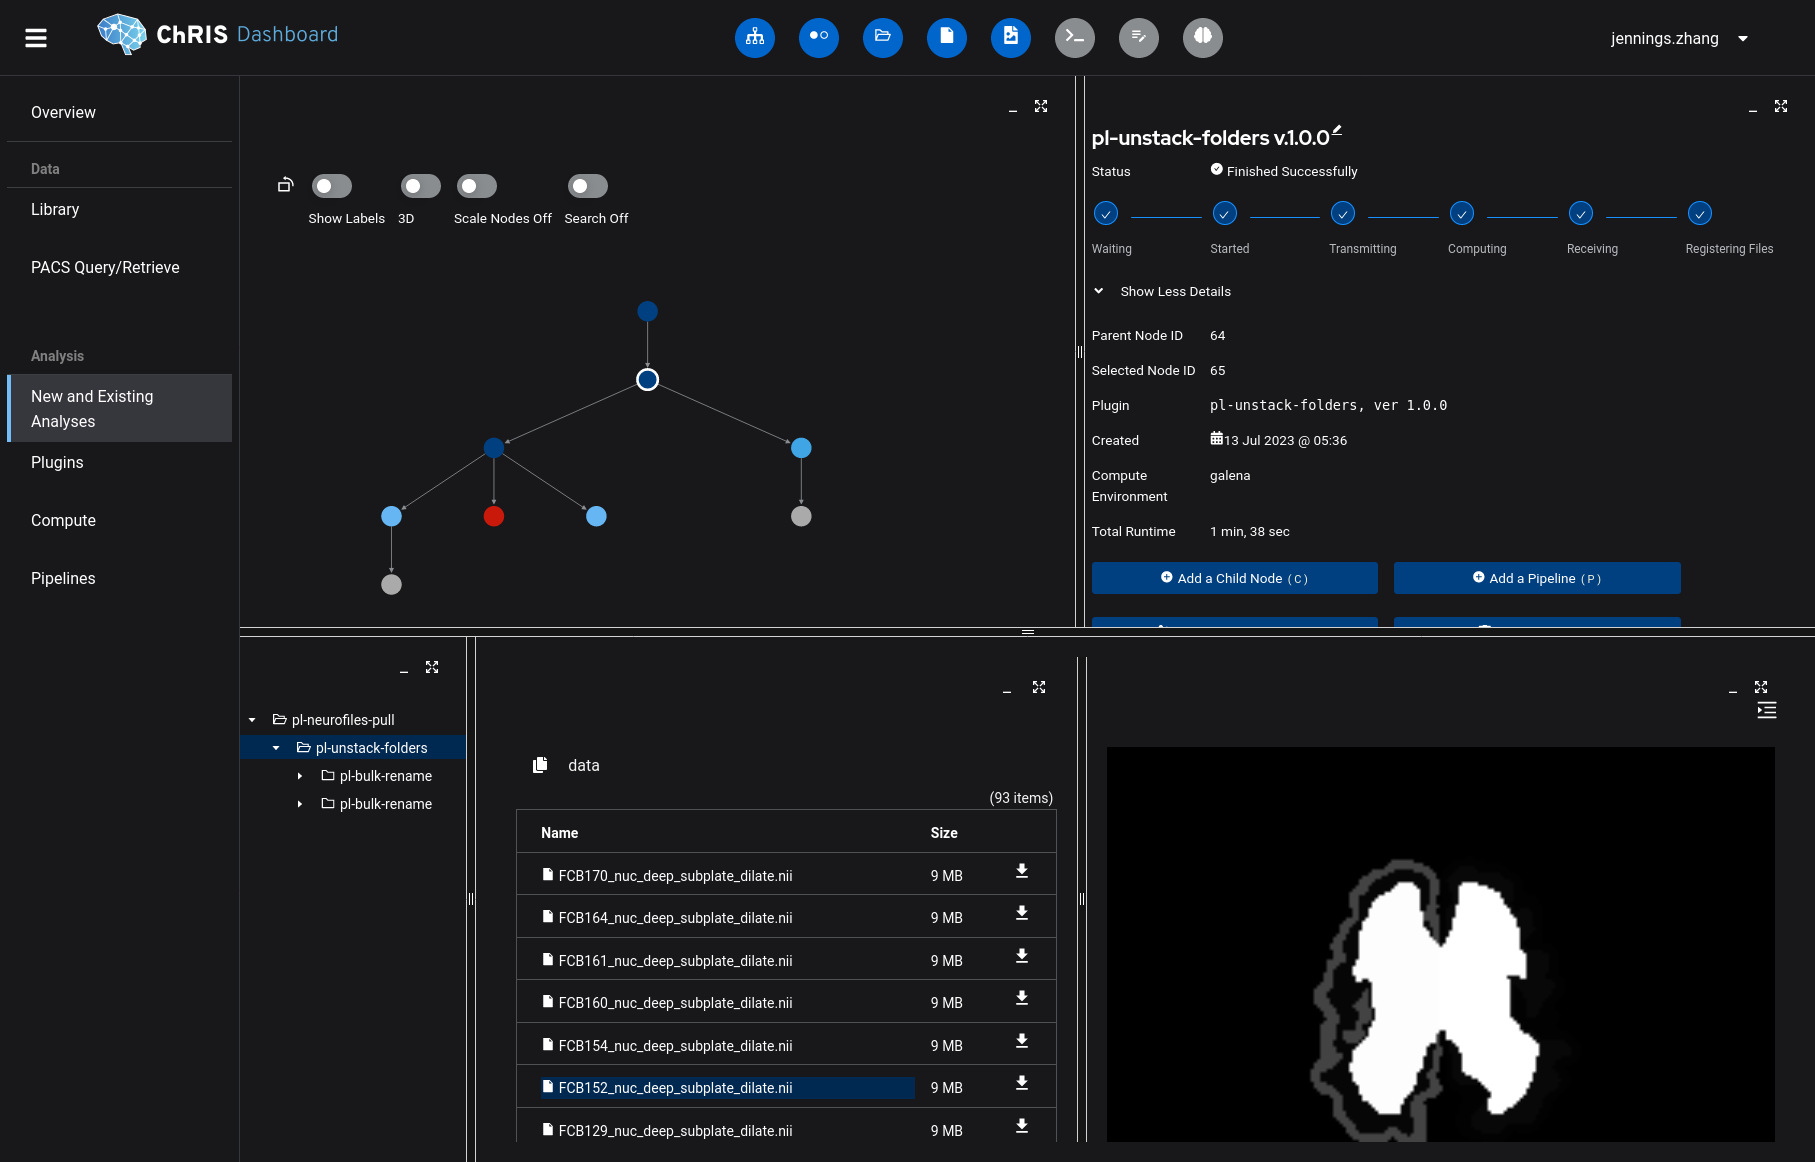 ChRIS Dashboard
jennings.zhang
Overview
Data
Library
PACS Query/Retrieve
Analysis
New and Existing
Analyses
Plugins
Compute
Pipelines
Show Labels
3D
Scale Nodes Off
Search Off
pl-unstack-folders v.1.0.0
Status Finished Successfully
Waiting Started Transmitting Computing Receiving Registering Files
Show Less Details
Parent Node ID 64
Selected Node ID 65
Plugin pl-unstack-folders, ver 1.0.0
Created 13 Jul 2023 @ 05:36
Compute
Environment galena
Total Runtime 1 min, 38 sec
Add a Child Node ( C )
Add a Pipeline ( P )
pl-neurofiles-pull
pl-unstack-folders
pl-bulk-rename
pl-bulk-rename
data
(93 items)
Name Size
FCB170_nuc_deep_subplate_dilate.nii 9 MB
FCB164_nuc_deep_subplate_dilate.nii 9 MB
FCB161_nuc_deep_subplate_dilate.nii 9 MB
FCB160_nuc_deep_subplate_dilate.nii 9 MB
FCB154_nuc_deep_subplate_dilate.nii 9 MB
FCB152_nuc_deep_subplate_dilate.nii 9 MB
FCB129_nuc_deep_subplate_dilate.nii 9 MB